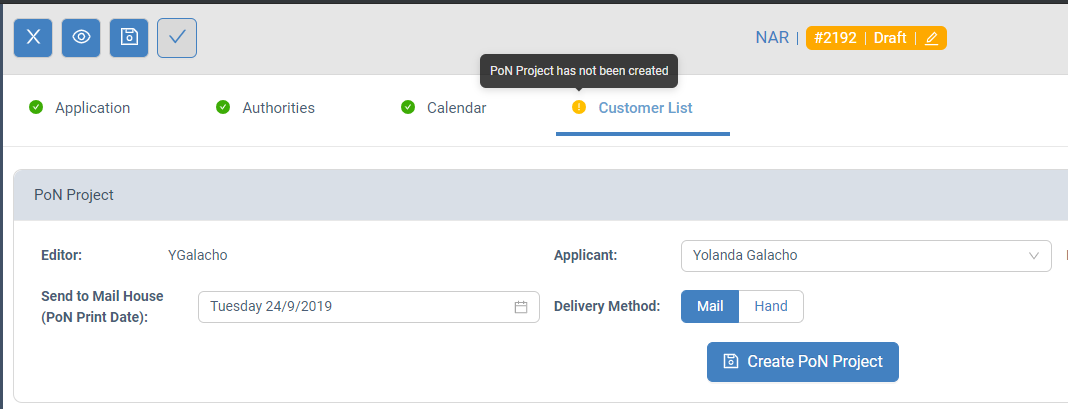 NAR | #2192 | Draft |
PoN Project has not been created
Application Authorities Calendar Customer List
PoN Project
Editor: YGalacho Applicant: Yolanda Galacho
Send to Mail House
(PoN Print Date): Tuesday 24/9/2019 Delivery Method: Mail Hand
Create PoN Project